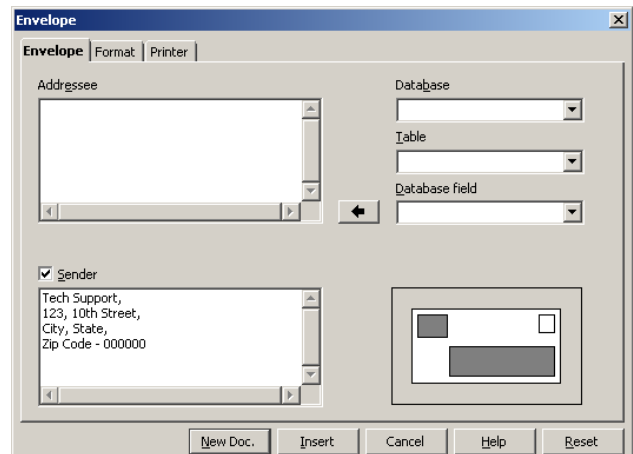 Envelope
Envelope Format Printer
Addressee
Database
Table
Database field
Sender
Tech Support,
123, 10th Street,
City, State,
Zip Code - 000000
New Doc. Insert Cancel Help Reset